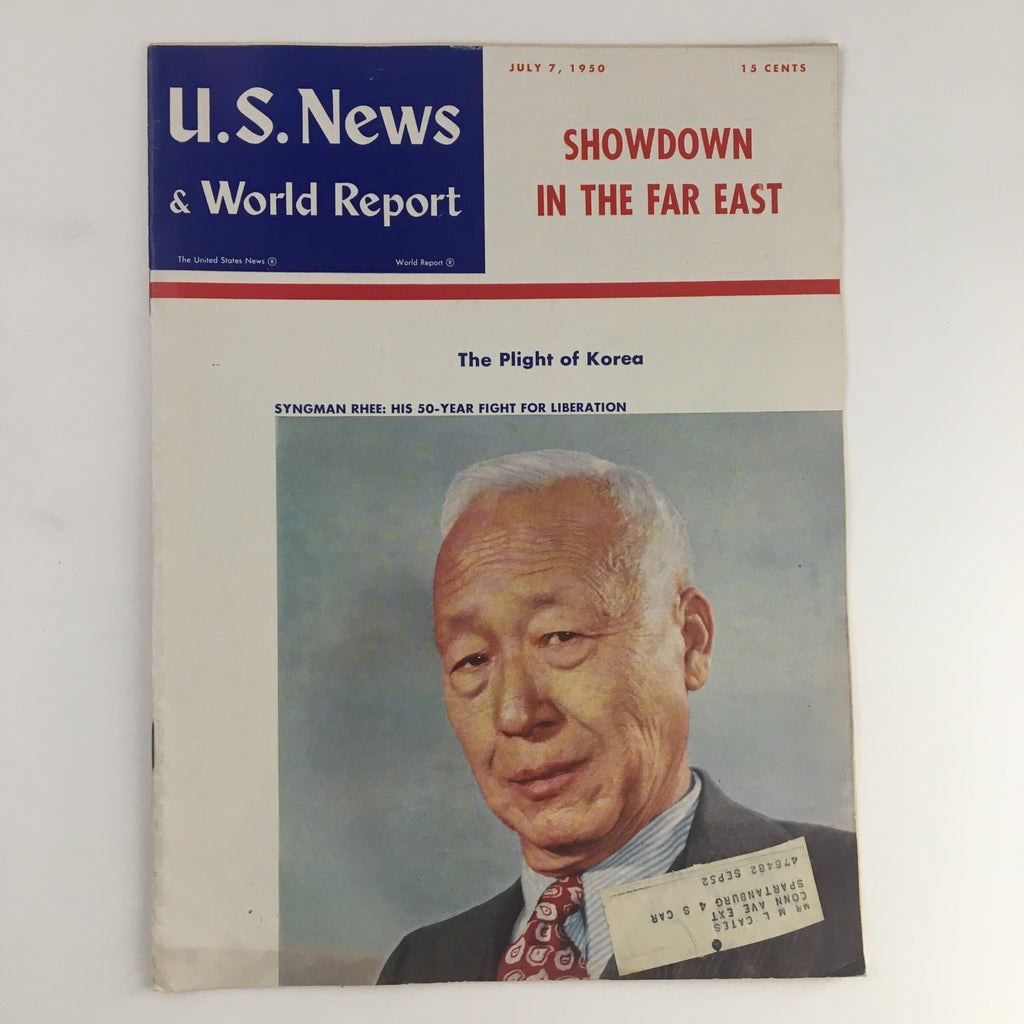 U.S. News
& World Report
The United States News ®
World Report ®
JULY 7, 1950
15 CENTS
SHOWDOWN
IN THE FAR EAST
The Plight of Korea
SYNGMAN RHEE: HIS 50-YEAR FIGHT FOR LIBERATION
MR M L CATES
CONN AVE EXT
SPARTANBURG 4 S CAR
478482 SEP52